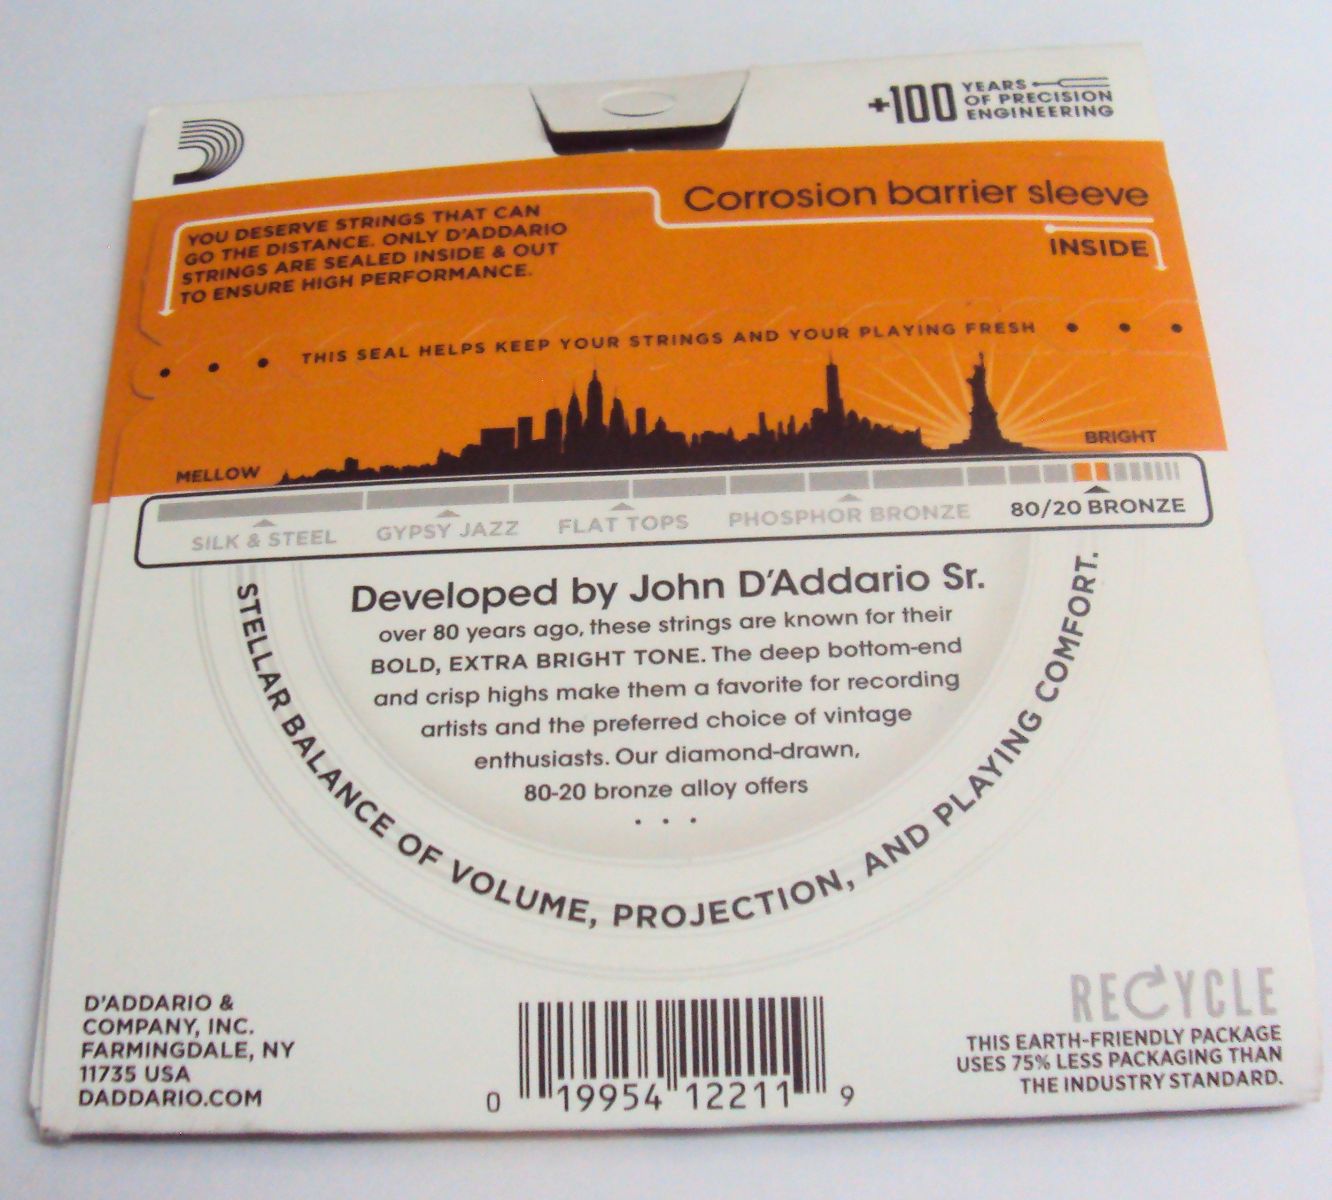 +100 YEARS
OF PRECISION
ENGINEERING
Corrosion barrier sleeve
INSIDE
YOU DESERVE STRINGS THAT CAN
GO THE DISTANCE. ONLY D'ADDARIO
STRINGS ARE SEALED INSIDE & OUT
TO ENSURE HIGH PERFORMANCE.
• • • THIS SEAL HELPS KEEP YOUR STRINGS AND YOUR PLAYING FRESH • • •
MELLOW
BRIGHT
SILK & STEEL GYPSY JAZZ FLAT TOPS PHOSPHOR BRONZE 80/20 BRONZE
Developed by John D'Addario Sr.
over 80 years ago, these strings are known for their
BOLD, EXTRA BRIGHT TONE. The deep bottom-end
and crisp highs make them a favorite for recording
artists and the preferred choice of vintage
enthusiasts. Our diamond-drawn,
80-20 bronze alloy offers
. . .
STELLAR BALANCE OF VOLUME, PROJECTION, AND PLAYING COMFORT.
D'ADDARIO &
COMPANY, INC.
FARMINGDALE, NY
11735 USA
DADDARIO.COM
0 19954 12211 9
RECYCLE
THIS EARTH-FRIENDLY PACKAGE
USES 75% LESS PACKAGING THAN
THE INDUSTRY STANDARD.